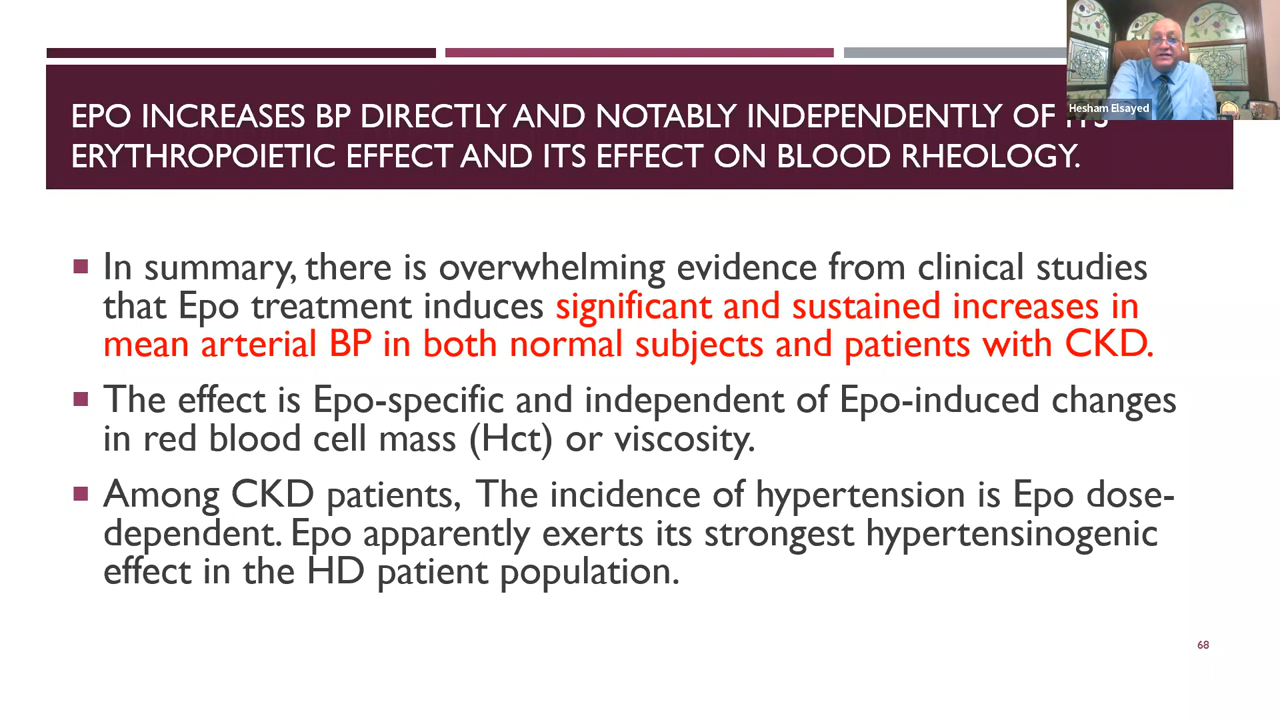 EPO INCREASES BP DIRECTLY AND NOTABLY INDEPENDENTLY OF ITS
ERYTHROPOIETIC EFFECT AND ITS EFFECT ON BLOOD RHEOLOGY.
Hesham Elsayed
■ In summary, there is overwhelming evidence from clinical studies
that Epo treatment induces significant and sustained increases in
mean arterial BP in both normal subjects and patients with CKD.
■ The effect is Epo-specific and independent of Epo-induced changes
in red blood cell mass (Hct) or viscosity.
■ Among CKD patients, The incidence of hypertension is Epo dose-
dependent. Epo apparently exerts its strongest hypertensinogenic
effect in the HD patient population.
68